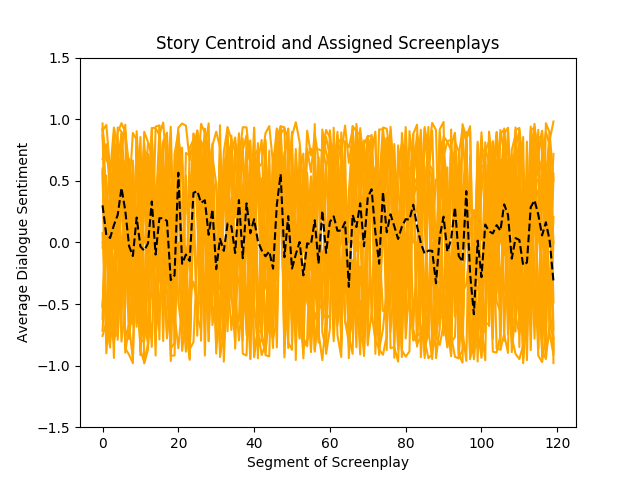 Story Centroid and Assigned Screenplays
1.5
1.0
0.5
0.0
−0.5
−1.0
−1.5
Average Dialogue Sentiment
0 20 40 60 80 100 120
Segment of Screenplay